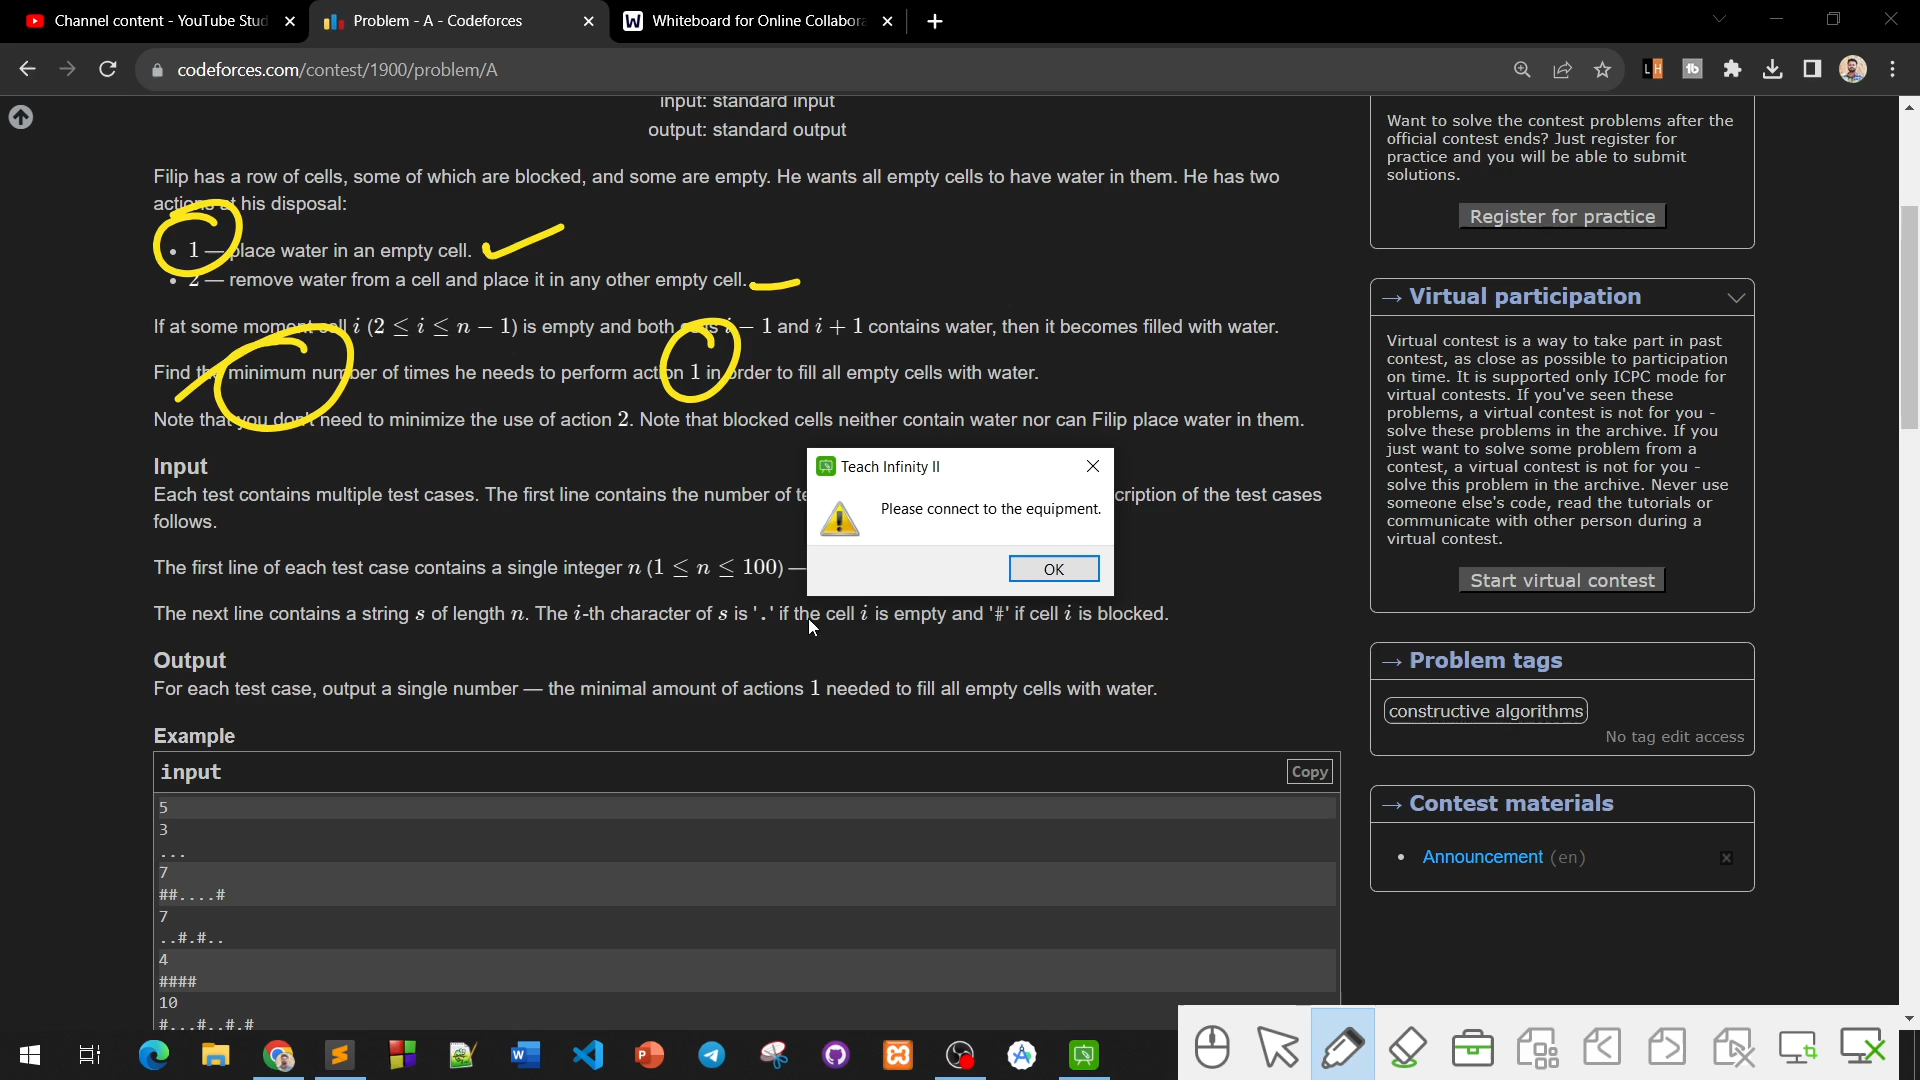 Channel content - YouTube Stud
Problem - A - Codeforces
Whiteboard for Online Collabora
codeforces.com/contest/1900/problem/A
input: standard input
output: standard output
Filip has a row of cells, some of which are blocked, and some are empty. He wants all empty cells to have water in them. He has two
actions at his disposal:
• 1 — place water in an empty cell.
• 2 — remove water from a cell and place it in any other empty cell.
If at some moment cell i (2 ≤ i ≤ n − 1) is empty and both cells i − 1 and i + 1 contains water, then it becomes filled with water.
Find the minimum number of times he needs to perform action 1 in order to fill all empty cells with water.
Note that you don't need to minimize the use of action 2. Note that blocked cells neither contain water nor can Filip place water in them.
Input
Each test contains multiple test cases. The first line contains the number of te
cription of the test cases
follows.
The first line of each test case contains a single integer n (1 ≤ n ≤ 100) —
The next line contains a string s of length n. The i-th character of s is '.' if the cell i is empty and '#' if cell i is blocked.
Output
For each test case, output a single number — the minimal amount of actions 1 needed to fill all empty cells with water.
Example
input
Copy
5
3
...
7
##....#
7
..#.#..
4
####
10
#...#..#.#
Teach Infinity II
Please connect to the equipment.
OK
Want to solve the contest problems after the
official contest ends? Just register for
practice and you will be able to submit
solutions.
Register for practice
→ Virtual participation
Virtual contest is a way to take part in past
contest, as close as possible to participation
on time. It is supported only ICPC mode for
virtual contests. If you've seen these
problems, a virtual contest is not for you -
solve these problems in the archive. If you
just want to solve some problem from a
contest, a virtual contest is not for you -
solve this problem in the archive. Never use
someone else's code, read the tutorials or
communicate with other person during a
virtual contest.
Start virtual contest
→ Problem tags
constructive algorithms
No tag edit access
→ Contest materials
• Announcement (en)